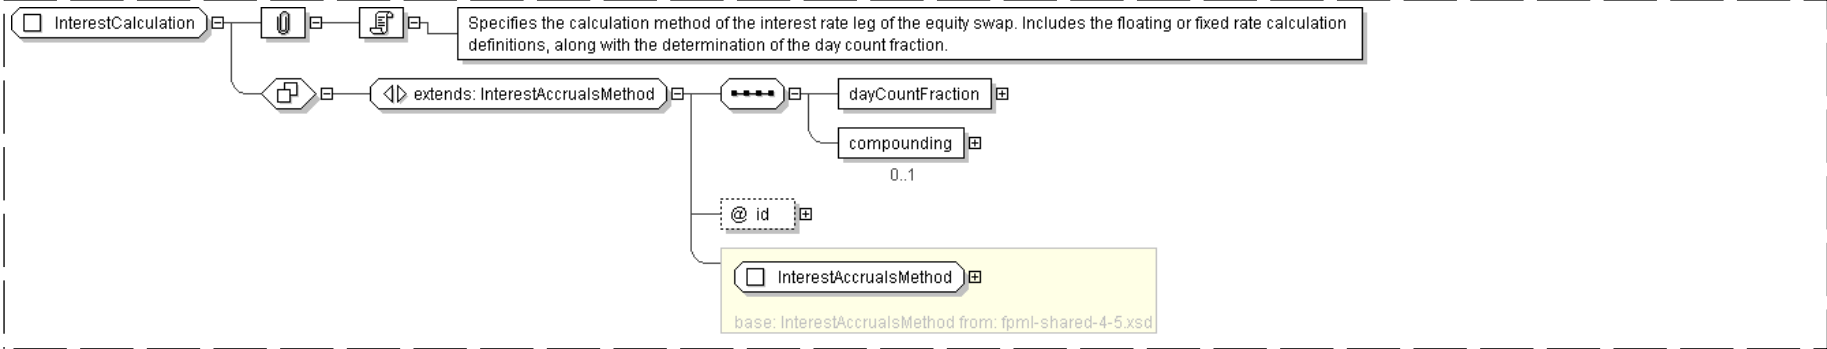 InterestCalculation
Specifies the calculation method of the interest rate leg of the equity swap. Includes the floating or fixed rate calculation
definitions, along with the determination of the day count fraction.
extends: InterestAccrualsMethod
dayCountFraction
compounding
0..1
@ id
InterestAccrualsMethod
base: InterestAccrualsMethod from: fpml-shared-4-5.xsd